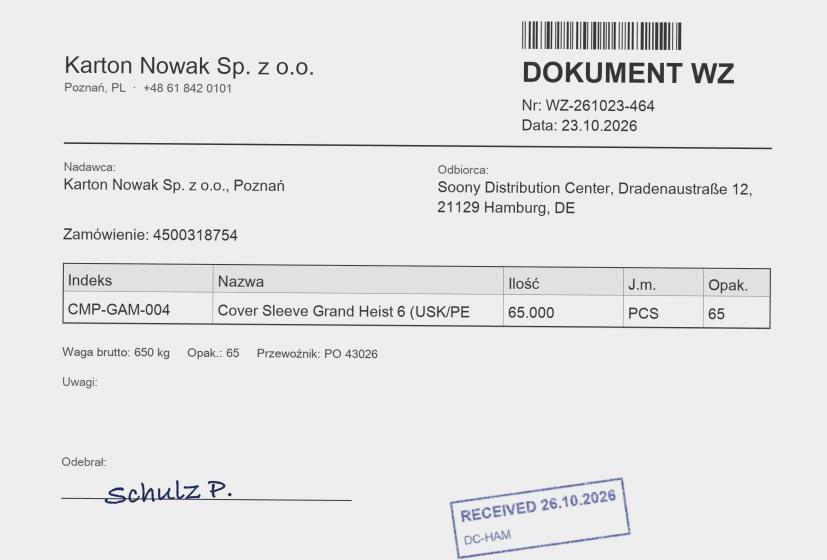 Karton Nowak Sp. z o.o.
Poznań, PL · +48 61 842 0101
DOKUMENT WZ
Nr: WZ-261023-464
Data: 23.10.2026
Nadawca:
Karton Nowak Sp. z o.o., Poznań
Odbiorca:
Soony Distribution Center, Dradenaustraße 12,
21129 Hamburg, DE
Zamówienie: 4500318754
Indeks Nazwa Ilość J.m. Opak.
CMP-GAM-004 Cover Sleeve Grand Heist 6 (USK/PE 65.000 PCS 65
Waga brutto: 650 kg Opak.: 65 Przewoźnik: PO 43026
Uwagi:
Odebrał:
Schulz P.
RECEIVED 26.10.2026
DC-HAM